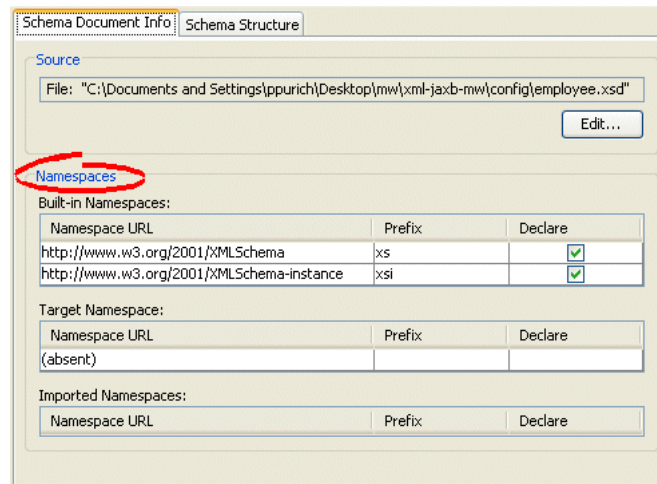 Schema Document Info Schema Structure
Source
File: "C:\Documents and Settings\ppurich\Desktop\mw\xml-jaxb-mw\config\employee.xsd"
Edit...
Namespaces
Built-in Namespaces:
Namespace URL Prefix Declare
http://www.w3.org/2001/XMLSchema xs
http://www.w3.org/2001/XMLSchema-instance xsi
Target Namespace:
Namespace URL Prefix Declare
(absent)
Imported Namespaces:
Namespace URL Prefix Declare